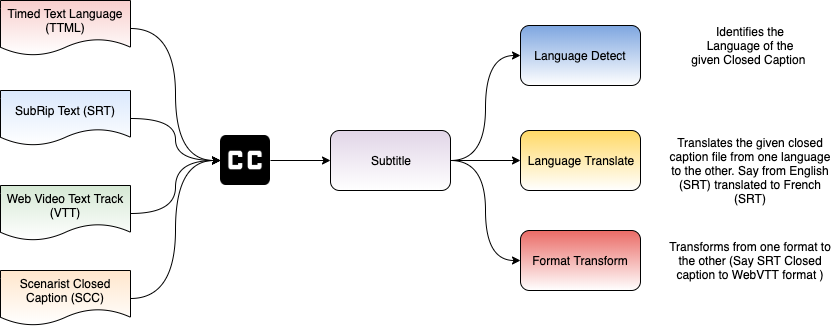 Timed Text Language
(TTML)
SubRip Text (SRT)
Web Video Text Track
(VTT)
Scenarist Closed
Caption (SCC)
CC
Subtitle
Language Detect
Identifies the
Language of the
given Closed Caption
Language Translate
Translates the given closed
caption file from one language
to the other. Say from English
(SRT) translated to French
(SRT)
Format Transform
Transforms from one format to
the other (Say SRT Closed
caption to WebVTT format )